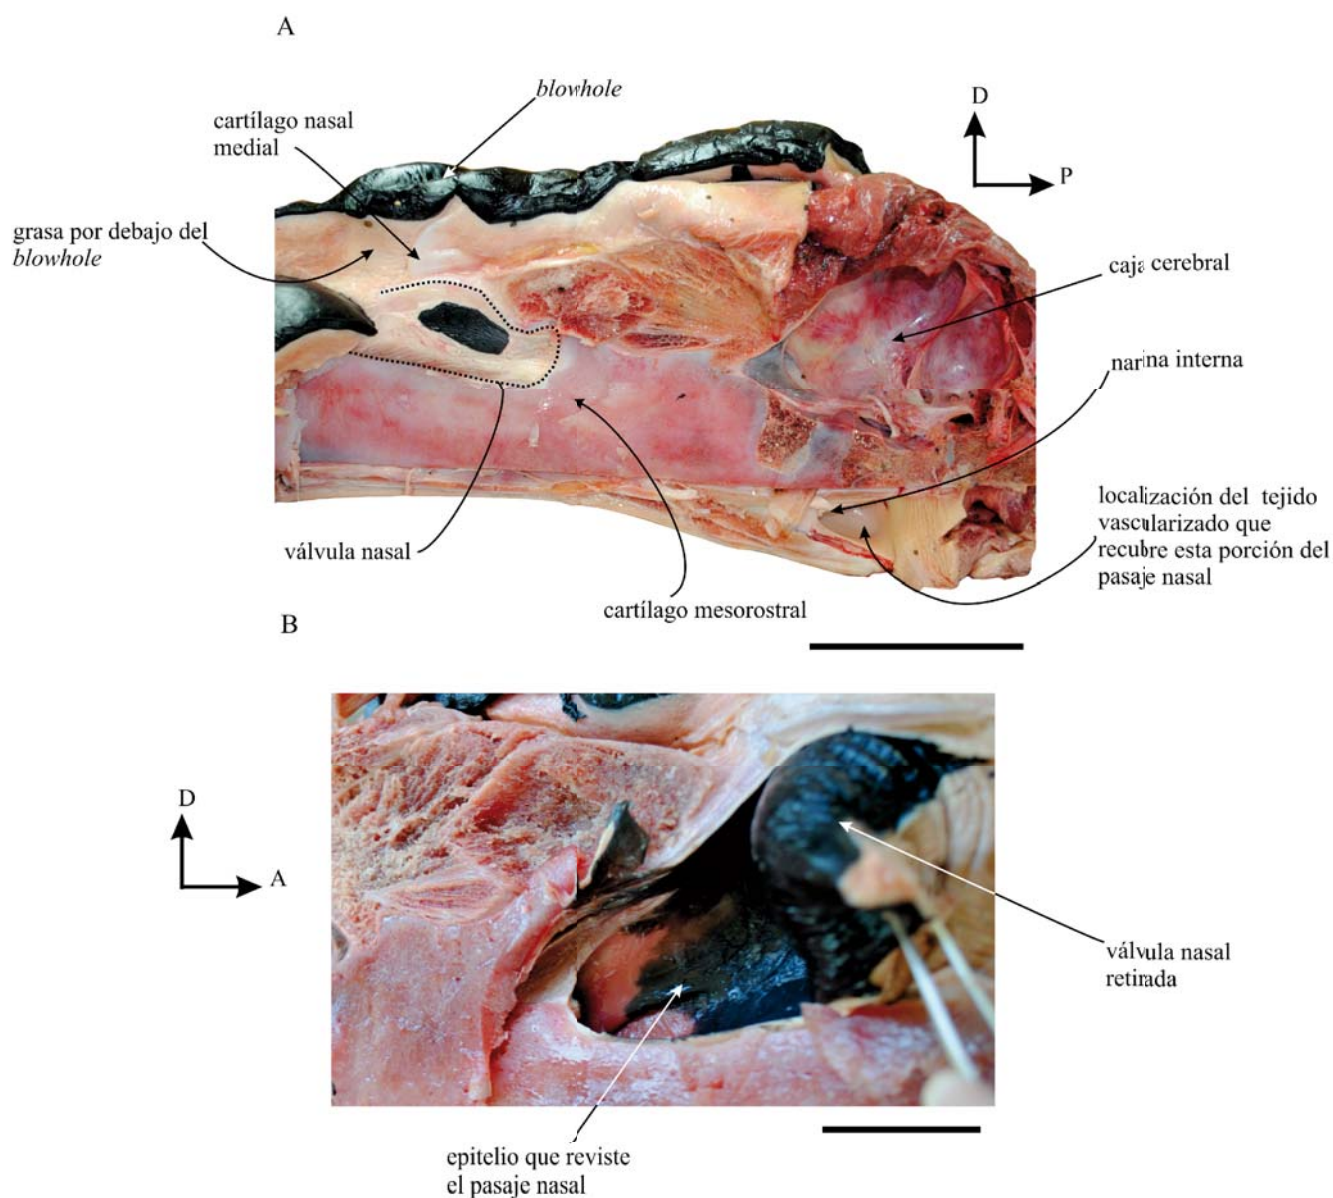 A
blowhole
cartílago nasal
medial
D
P
grasa por debajo del
blowhole
caja cerebral
narina interna
localización del tejido
vascularizado que
recubre esta porción del
pasaje nasal
válvula nasal
cartílago mesorostral
B
D
A
válvula nasal
retirada
epitelio que reviste
el pasaje nasal